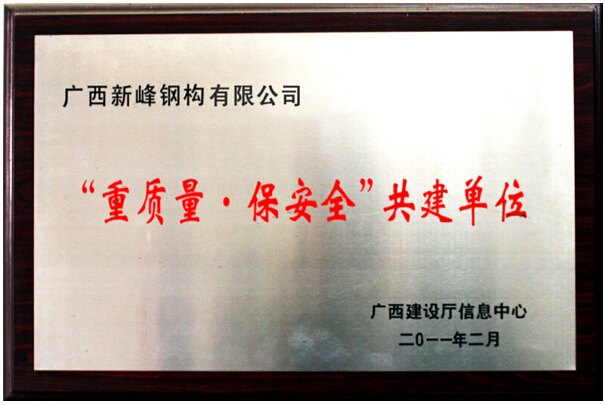 广西新峰钢构有限公司
“重质量·保安全”共建单位
广西建设厅信息中心
二0一一年二月